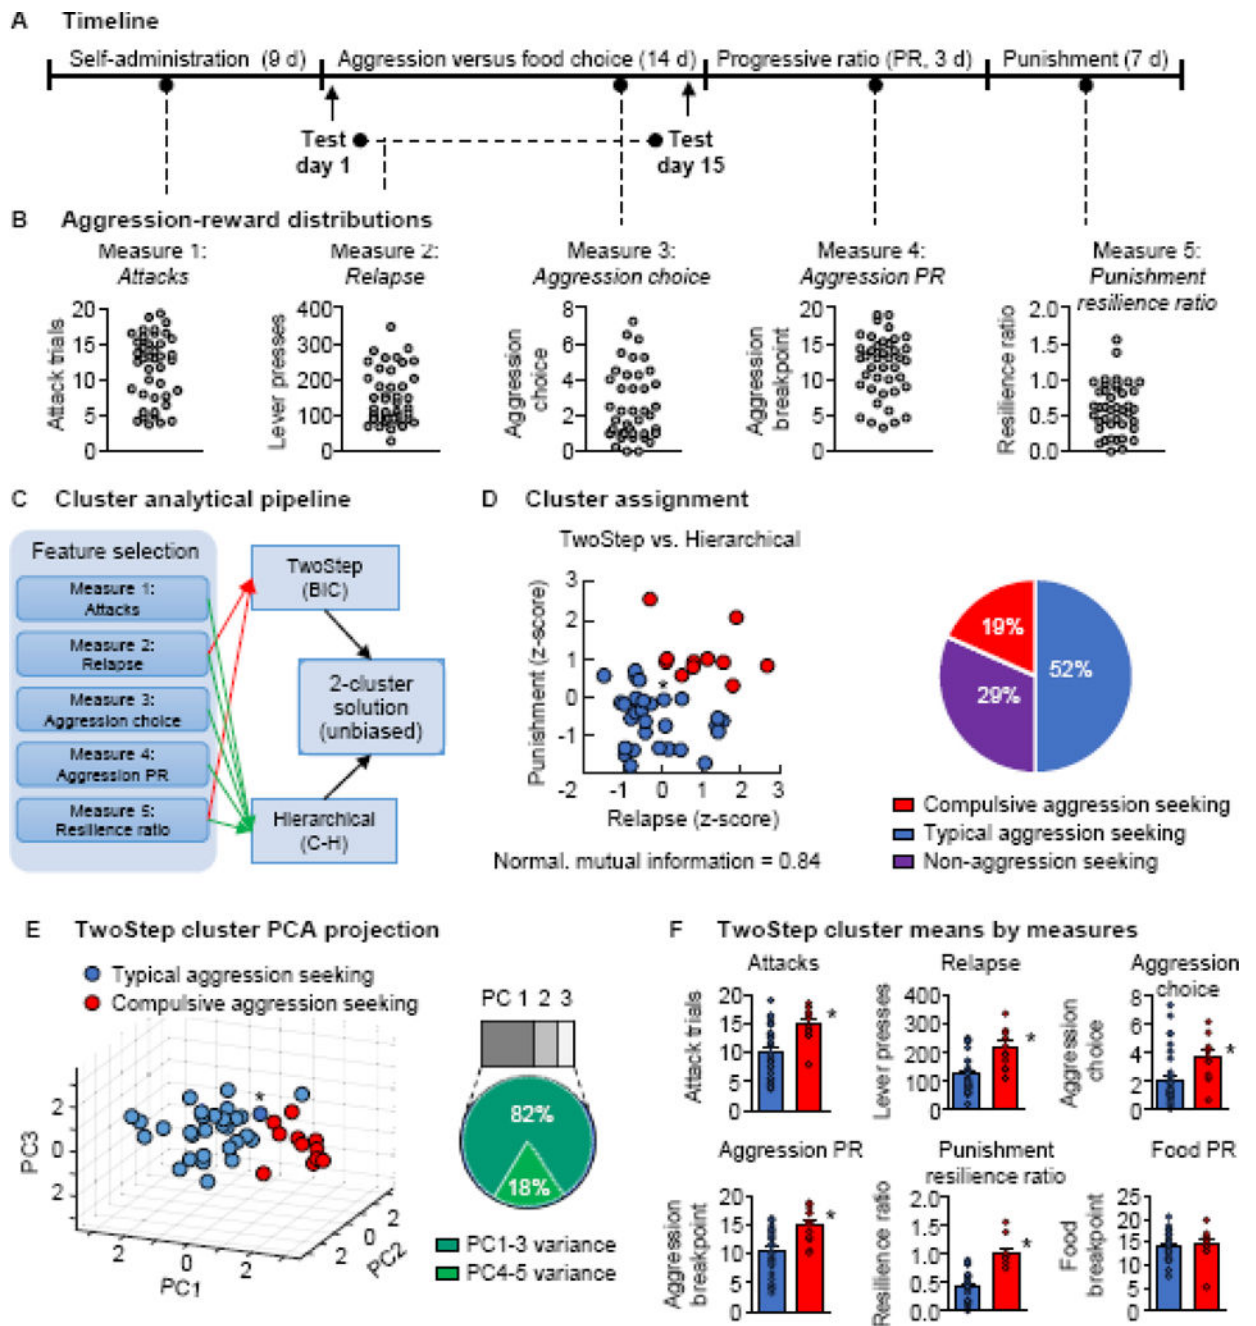 A Timeline
Self-administration (9 d)
Aggression versus food choice (14 d)
Progressive ratio (PR, 3 d)
Punishment (7 d)
Test day 1
Test day 15
B Aggression-reward distributions
Measure 1:
Attacks
Attack trials
20
15
10
5
0
Measure 2:
Relapse
Lever presses
400
300
200
100
0
Measure 3:
Aggression choice
Aggression choice
8
6
4
2
0
Measure 4:
Aggression PR
Aggression breakpoint
20
15
10
5
0
Measure 5:
Punishment
resilience ratio
Resilience ratio
2.0
1.5
1.0
0.5
0.0
C Cluster analytical pipeline
Feature selection
Measure 1:
Attacks
Measure 2:
Relapse
Measure 3:
Aggression choice
Measure 4:
Aggression PR
Measure 5:
Resilience ratio
TwoStep
(BIC)
2-cluster
solution
(unbiased)
Hierarchical
(C-H)
D Cluster assignment
TwoStep vs. Hierarchical
Punishment (z-score)
3
2
1
0
-1
*
-2 -1 0 1 2 3
Relapse (z-score)
Normal. mutual information = 0.84
19%
52%
29%
Compulsive aggression seeking
Typical aggression seeking
Non-aggression seeking
E TwoStep cluster PCA projection
Typical aggression seeking
Compulsive aggression seeking
PC3
2
0
2
*
2 0 2
PC1
2
0
2
PC2
PC 1 2 3
82%
18%
PC1-3 variance
PC4-5 variance
F TwoStep cluster means by measures
Attacks
Attack trials
20
15
10
5
0
*
Relapse
Lever presses
400
300
200
100
0
*
Aggression
choice
Aggression choice
8
6
4
2
0
*
Aggression PR
Aggression breakpoint
20
15
10
5
0
*
Punishment
resilience ratio
Resilience ratio
2.0
1.5
1.0
0.5
0.0
*
Food PR
Food breakpoint
25
20
15
10
5
0